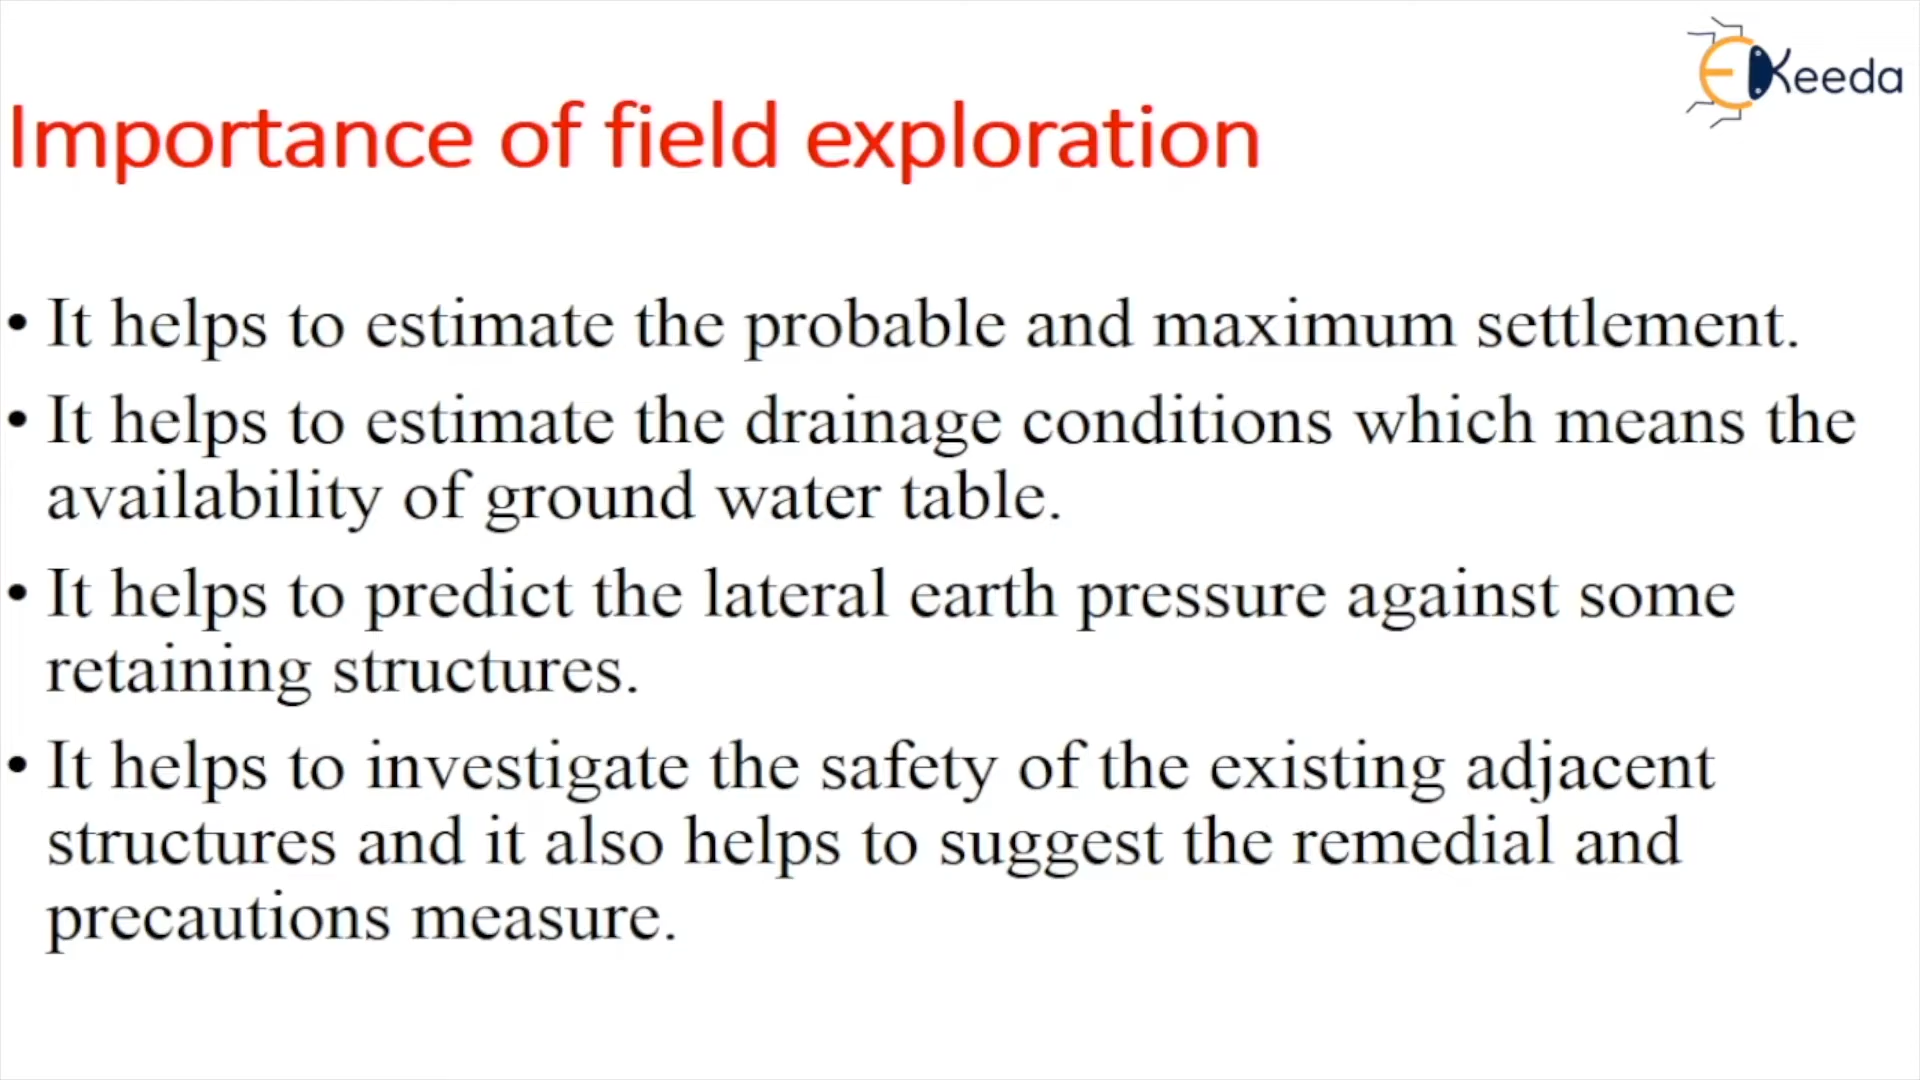 EKeeda
Importance of field exploration
• It helps to estimate the probable and maximum settlement.
• It helps to estimate the drainage conditions which means the
availability of ground water table.
• It helps to predict the lateral earth pressure against some
retaining structures.
• It helps to investigate the safety of the existing adjacent
structures and it also helps to suggest the remedial and
precautions measure.